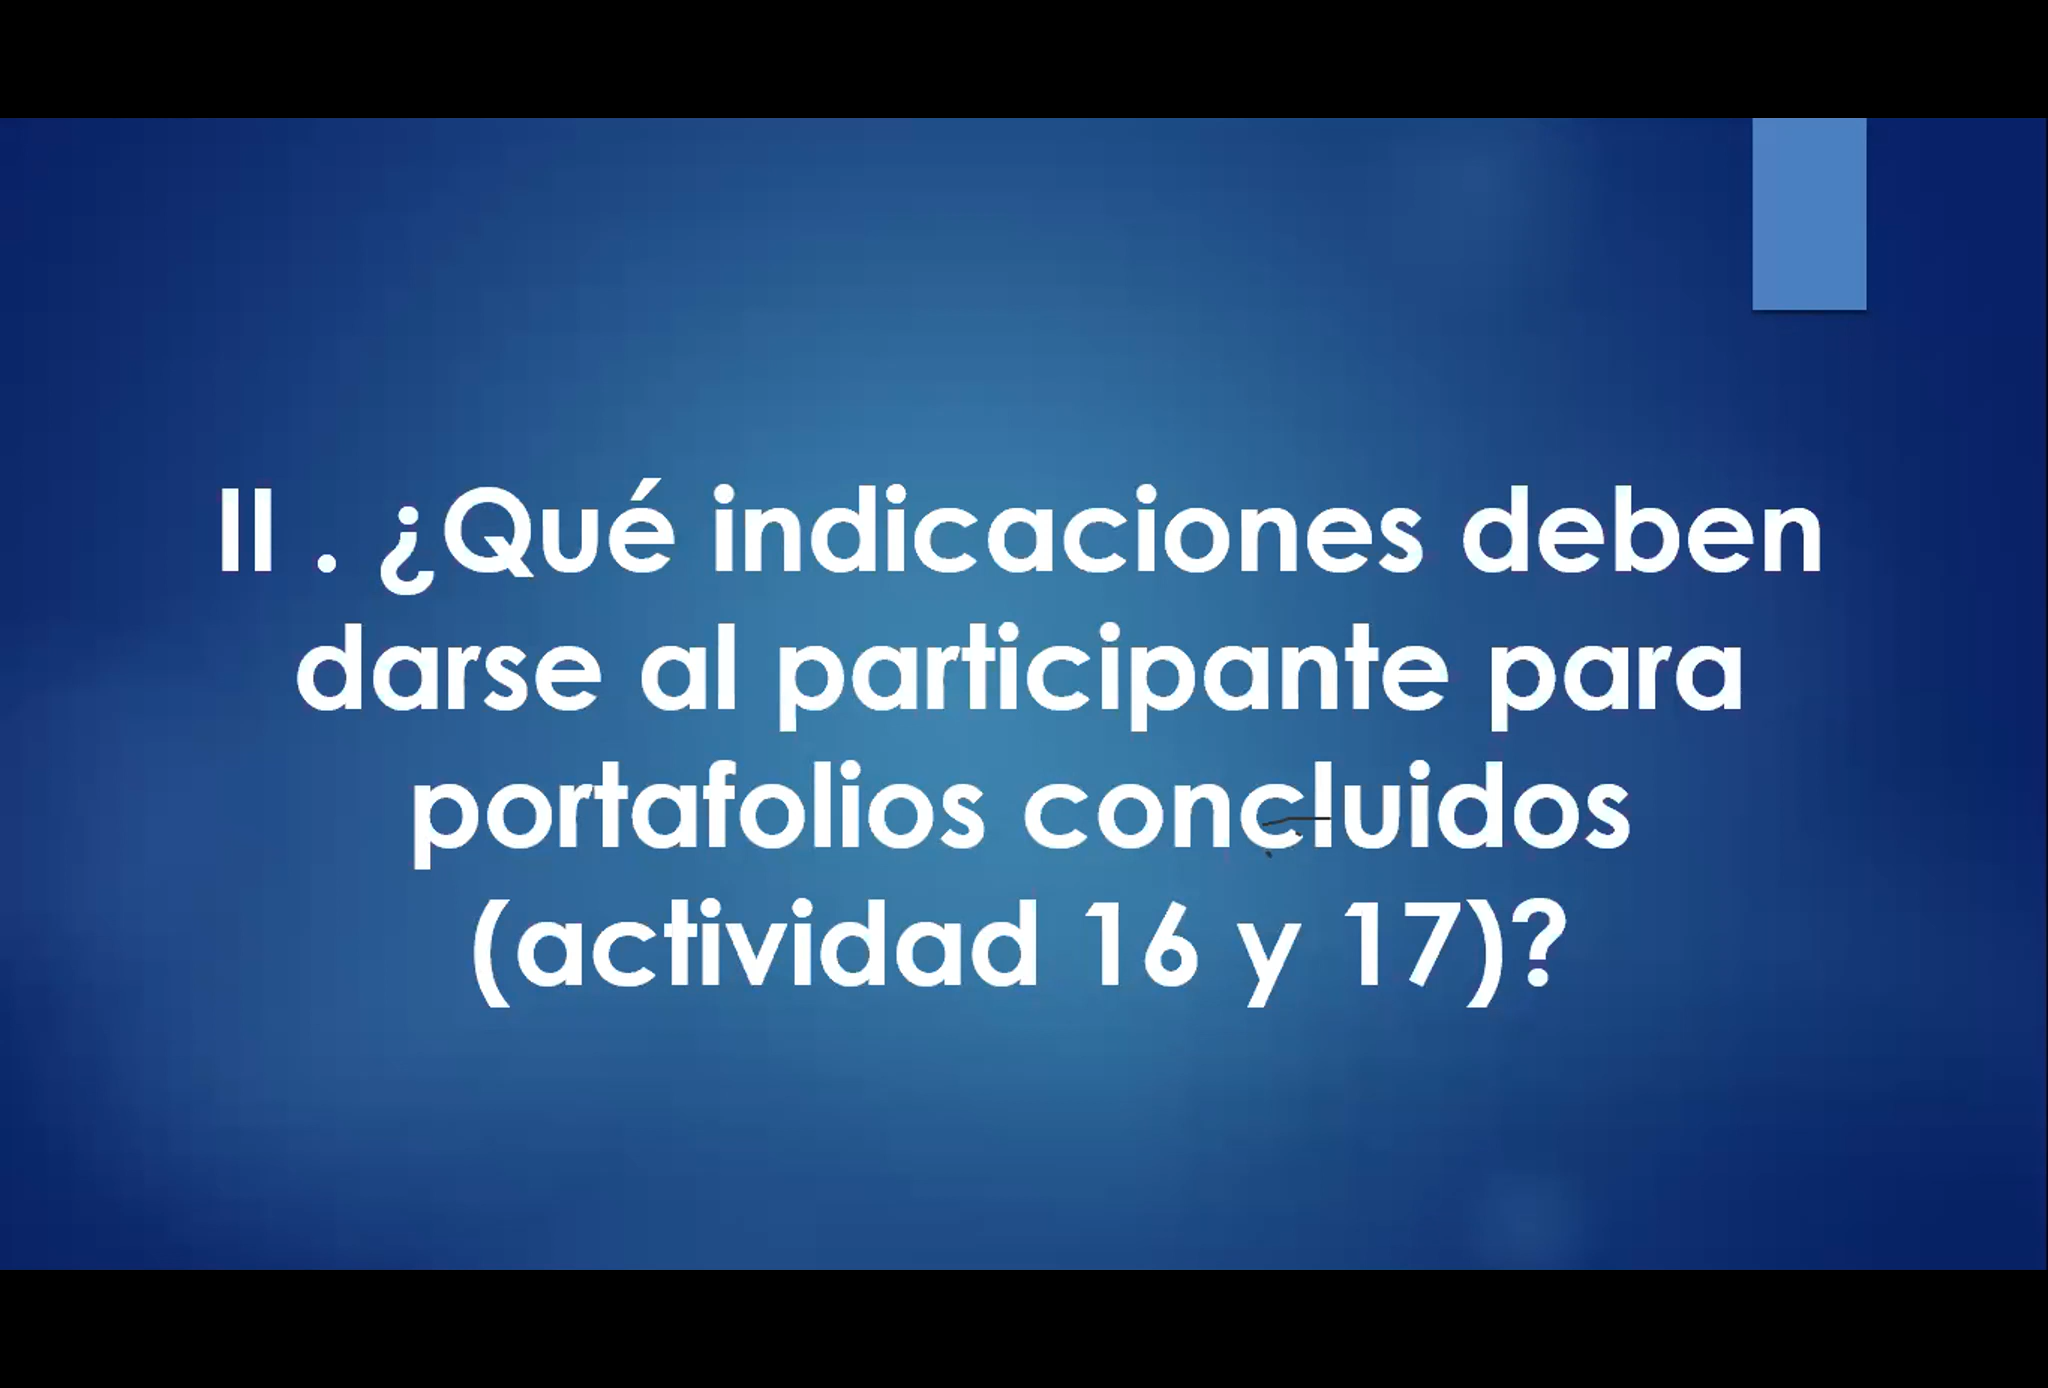 II . ¿Qué indicaciones deben
darse al participante para
portafolios concluidos
(actividad 16 y 17)?